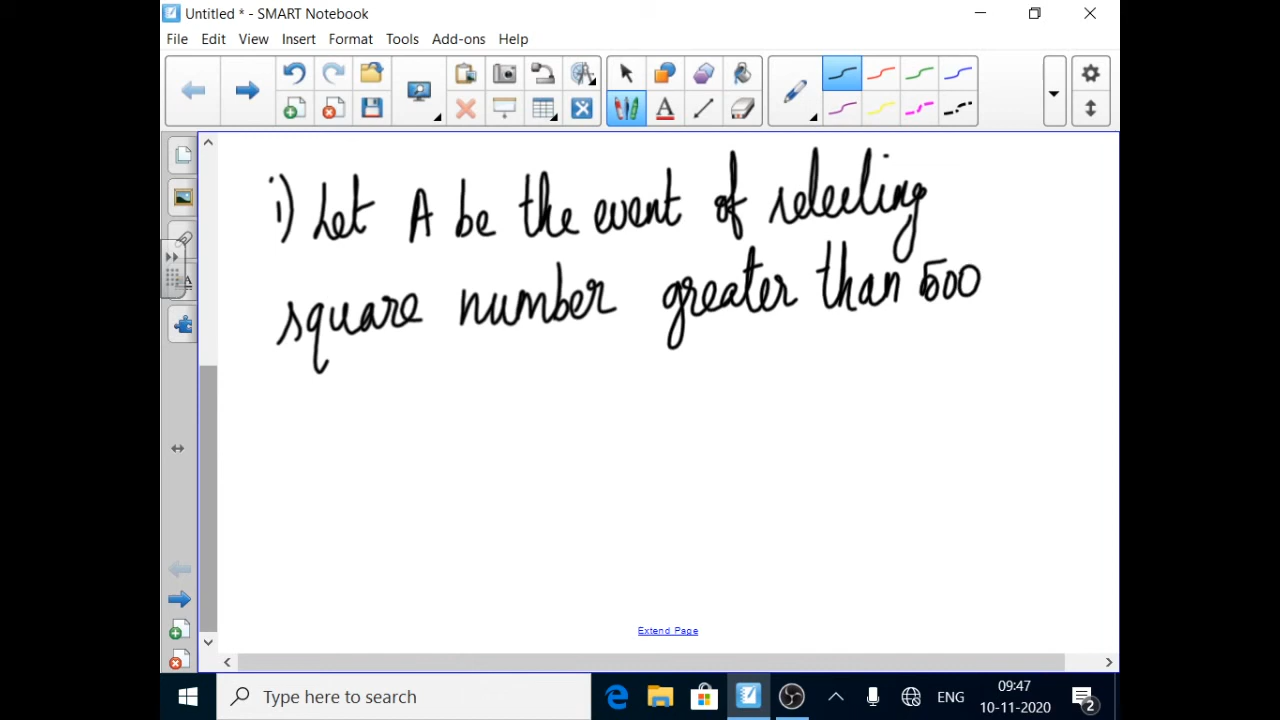 Untitled * - SMART Notebook
File Edit View Insert Format Tools Add-ons Help
i) Let A be the event of selecting
square number greater than 500
Extend Page
Type here to search
ENG
09:47
10-11-2020
2